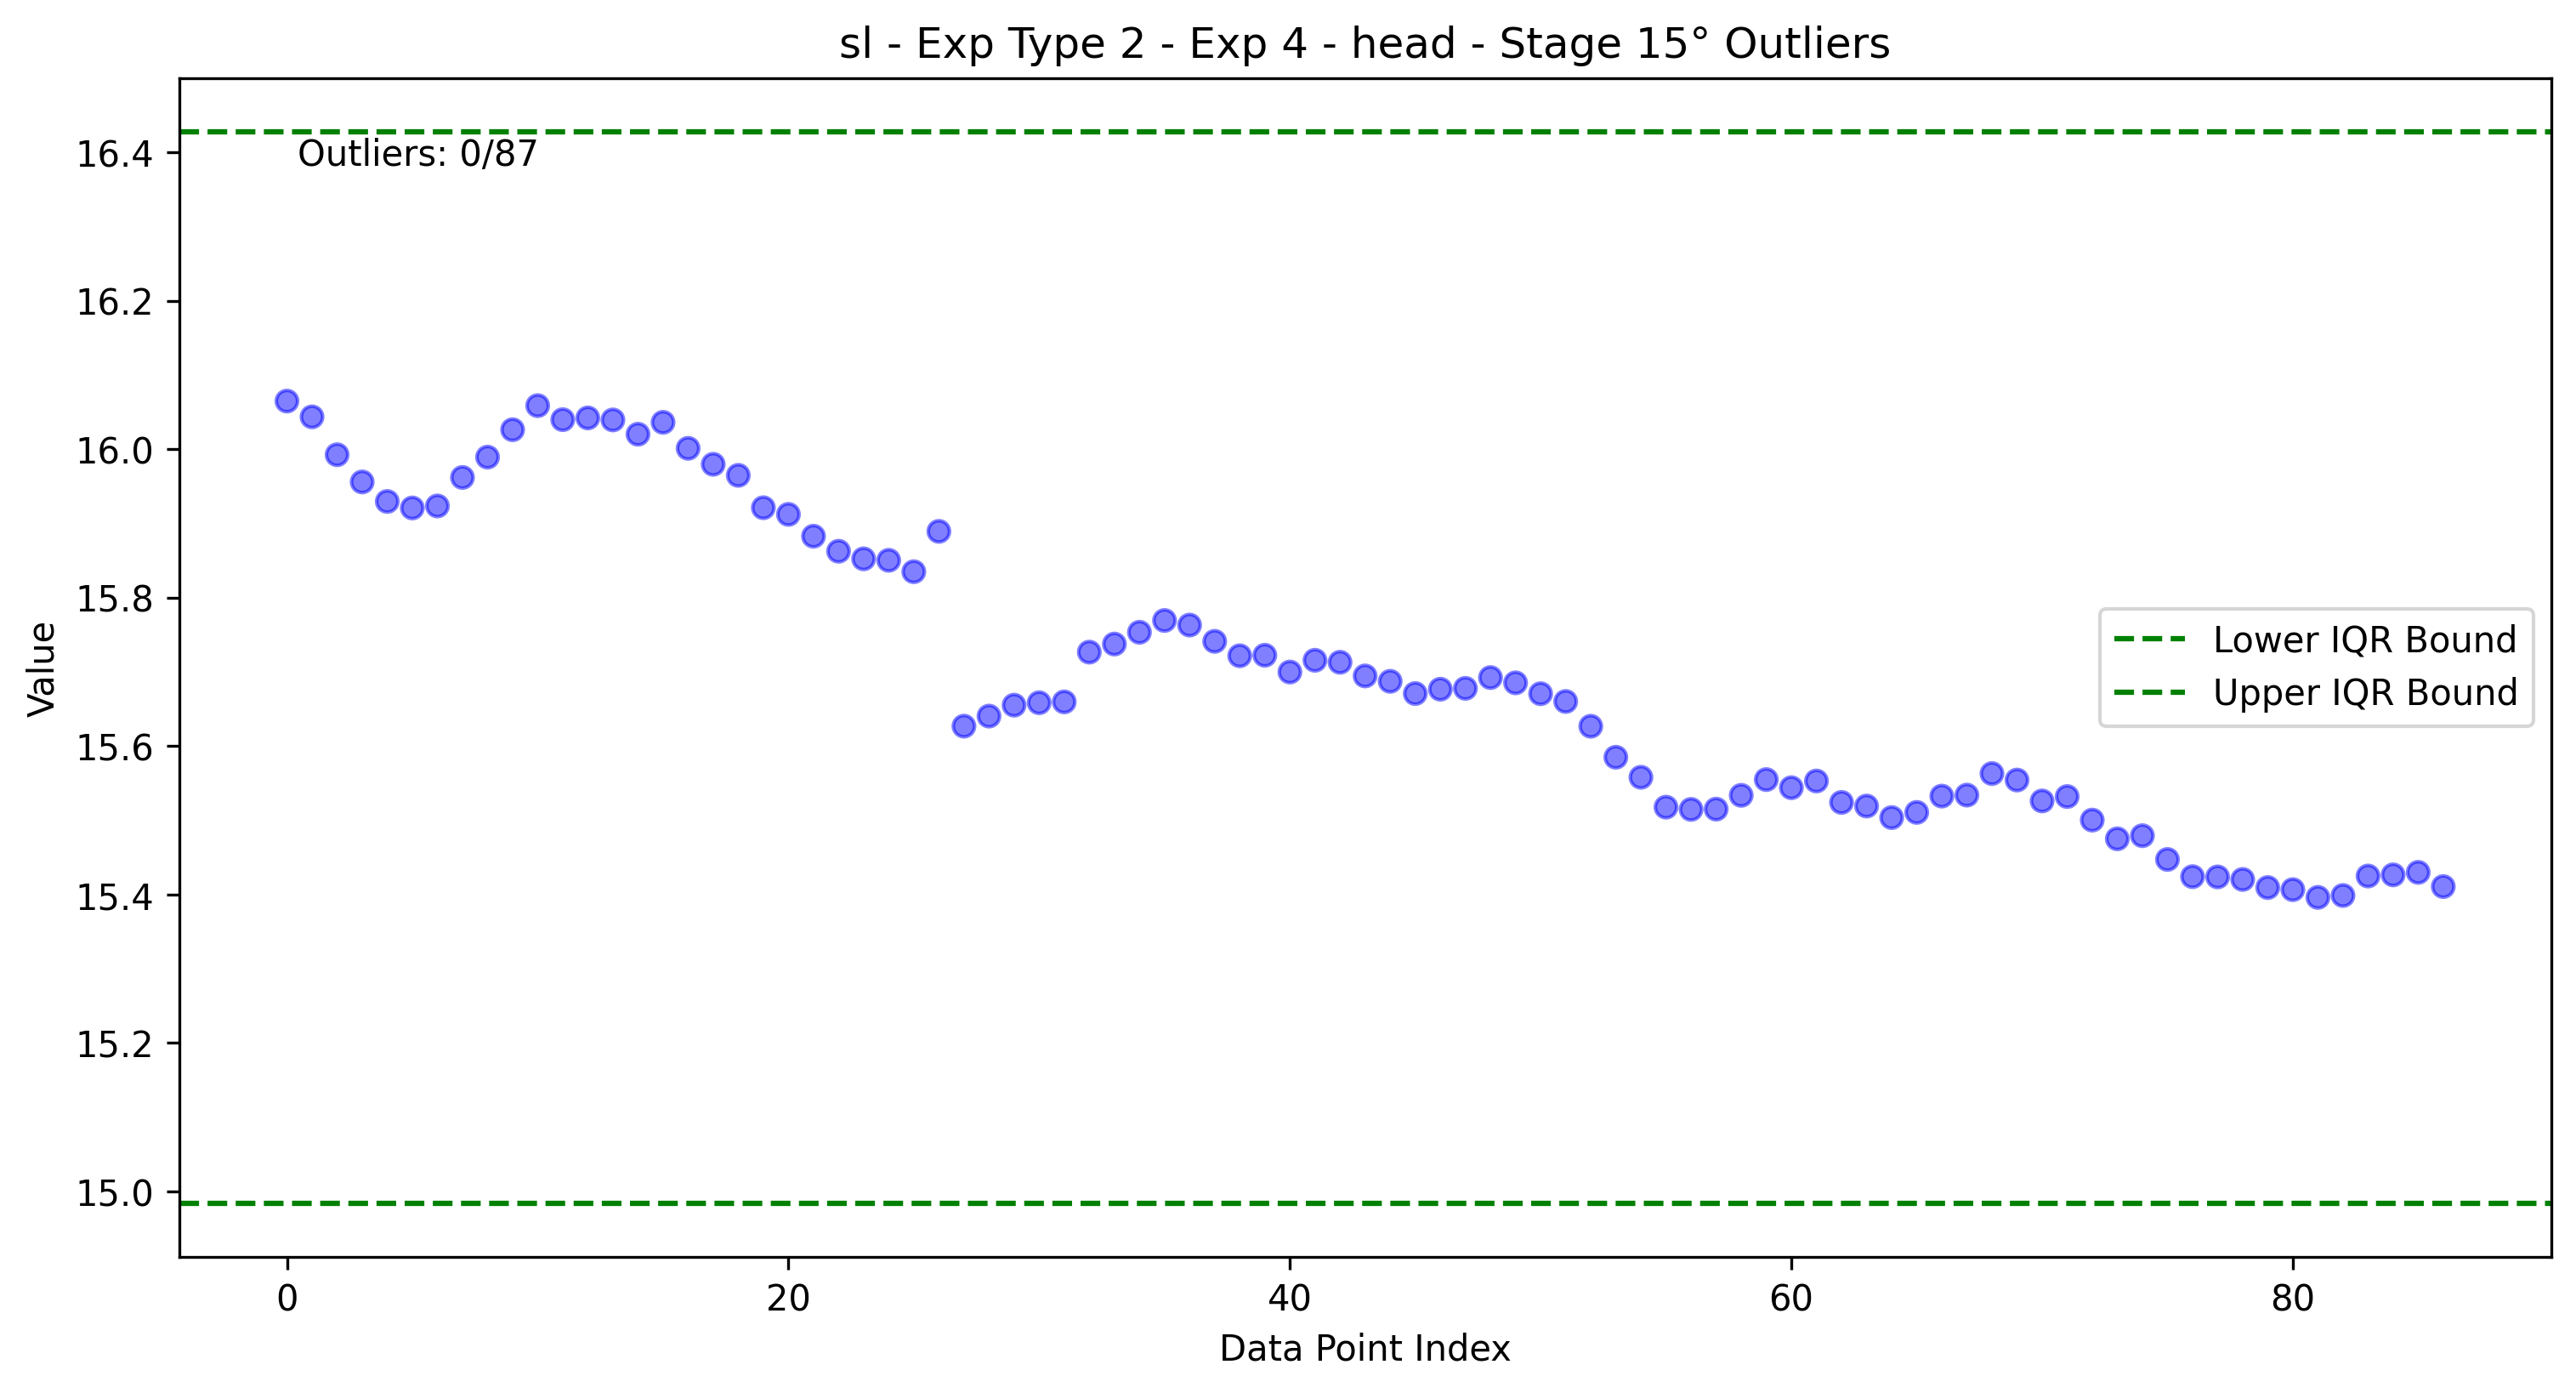 sl - Exp Type 2 - Exp 4 - head - Stage 15° Outliers
Outliers: 0/87
16.4
16.2
16.0
15.8
15.6
15.4
15.2
15.0
Value
Lower IQR Bound
Upper IQR Bound
0 20 40 60 80
Data Point Index